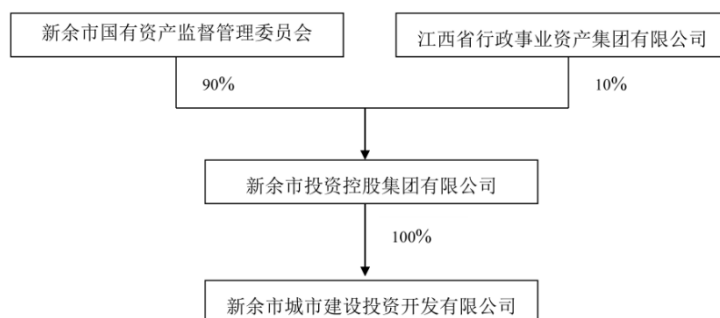 新余市国有资产监督管理委员会
江西省行政事业资产集团有限公司
90%
10%
新余市投资控股集团有限公司
100%
新余市城市建设投资开发有限公司